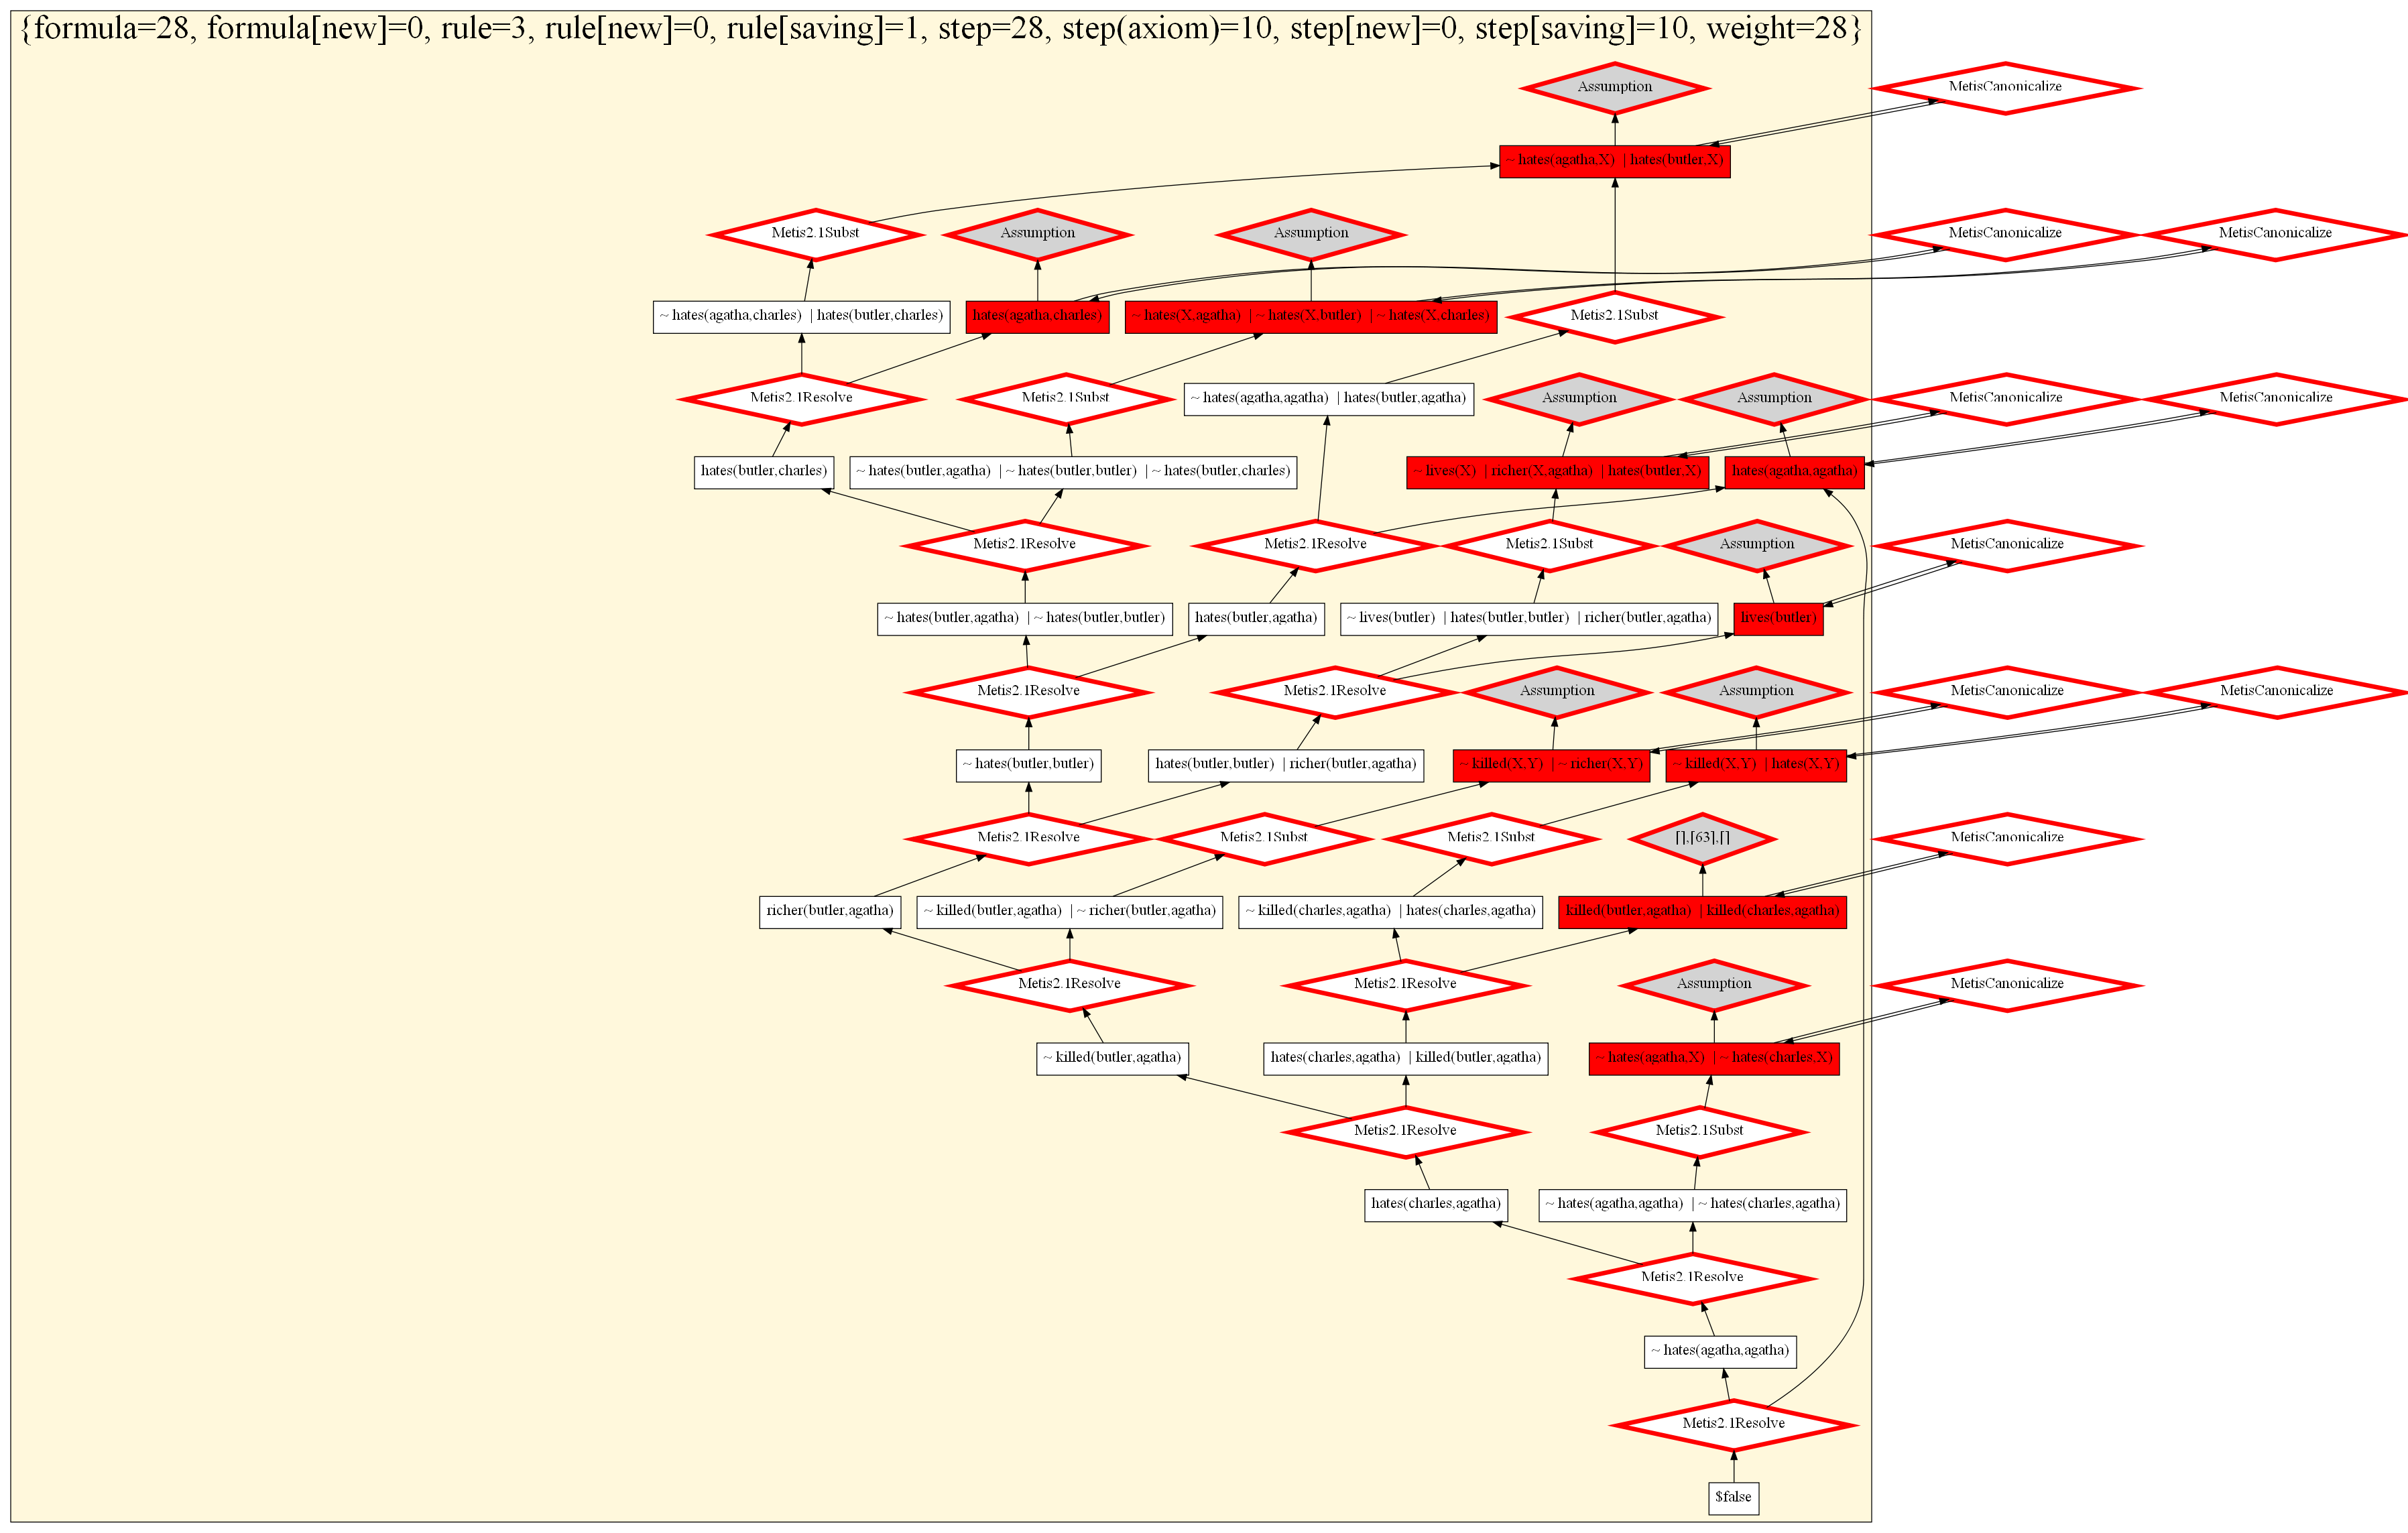 {formula=28, formula[new]=0, rule=3, rule[new]=0, rule[saving]=1, step=28, step(axiom)=10, step[new]=0, step[saving]=10, weight=28}
Assumption
MetisCanonicalize
~ hates(agatha,X) | hates(butler,X)
Metis2.1Subst
Assumption
Assumption
MetisCanonicalize
MetisCanonicalize
~ hates(agatha,charles) | hates(butler,charles)
hates(agatha,charles)
~ hates(X,agatha) | ~ hates(X,butler) | ~ hates(X,charles)
Metis2.1Subst
Metis2.1Resolve
Metis2.1Subst
~ hates(agatha,agatha) | hates(butler,agatha)
Assumption
Assumption
MetisCanonicalize
MetisCanonicalize
hates(butler,charles)
~ hates(butler,agatha) | ~ hates(butler,butler) | ~ hates(butler,charles)
~ lives(X) | richer(X,agatha) | hates(butler,X)
hates(agatha,agatha)
Metis2.1Resolve
Metis2.1Resolve
Metis2.1Subst
Assumption
MetisCanonicalize
~ hates(butler,agatha) | ~ hates(butler,butler)
hates(butler,agatha)
~ lives(butler) | hates(butler,butler) | richer(butler,agatha)
lives(butler)
Metis2.1Resolve
Metis2.1Resolve
Assumption
Assumption
MetisCanonicalize
MetisCanonicalize
~ hates(butler,butler)
hates(butler,butler) | richer(butler,agatha)
~ killed(X,Y) | ~ richer(X,Y)
~ killed(X,Y) | hates(X,Y)
Metis2.1Resolve
Metis2.1Subst
Metis2.1Subst
[],[63],[]
MetisCanonicalize
richer(butler,agatha)
~ killed(butler,agatha) | ~ richer(butler,agatha)
~ killed(charles,agatha) | hates(charles,agatha)
killed(butler,agatha) | killed(charles,agatha)
Metis2.1Resolve
Metis2.1Resolve
Assumption
MetisCanonicalize
~ killed(butler,agatha)
hates(charles,agatha) | killed(butler,agatha)
~ hates(agatha,X) | ~ hates(charles,X)
Metis2.1Resolve
Metis2.1Subst
hates(charles,agatha)
~ hates(agatha,agatha) | ~ hates(charles,agatha)
Metis2.1Resolve
~ hates(agatha,agatha)
Metis2.1Resolve
$false